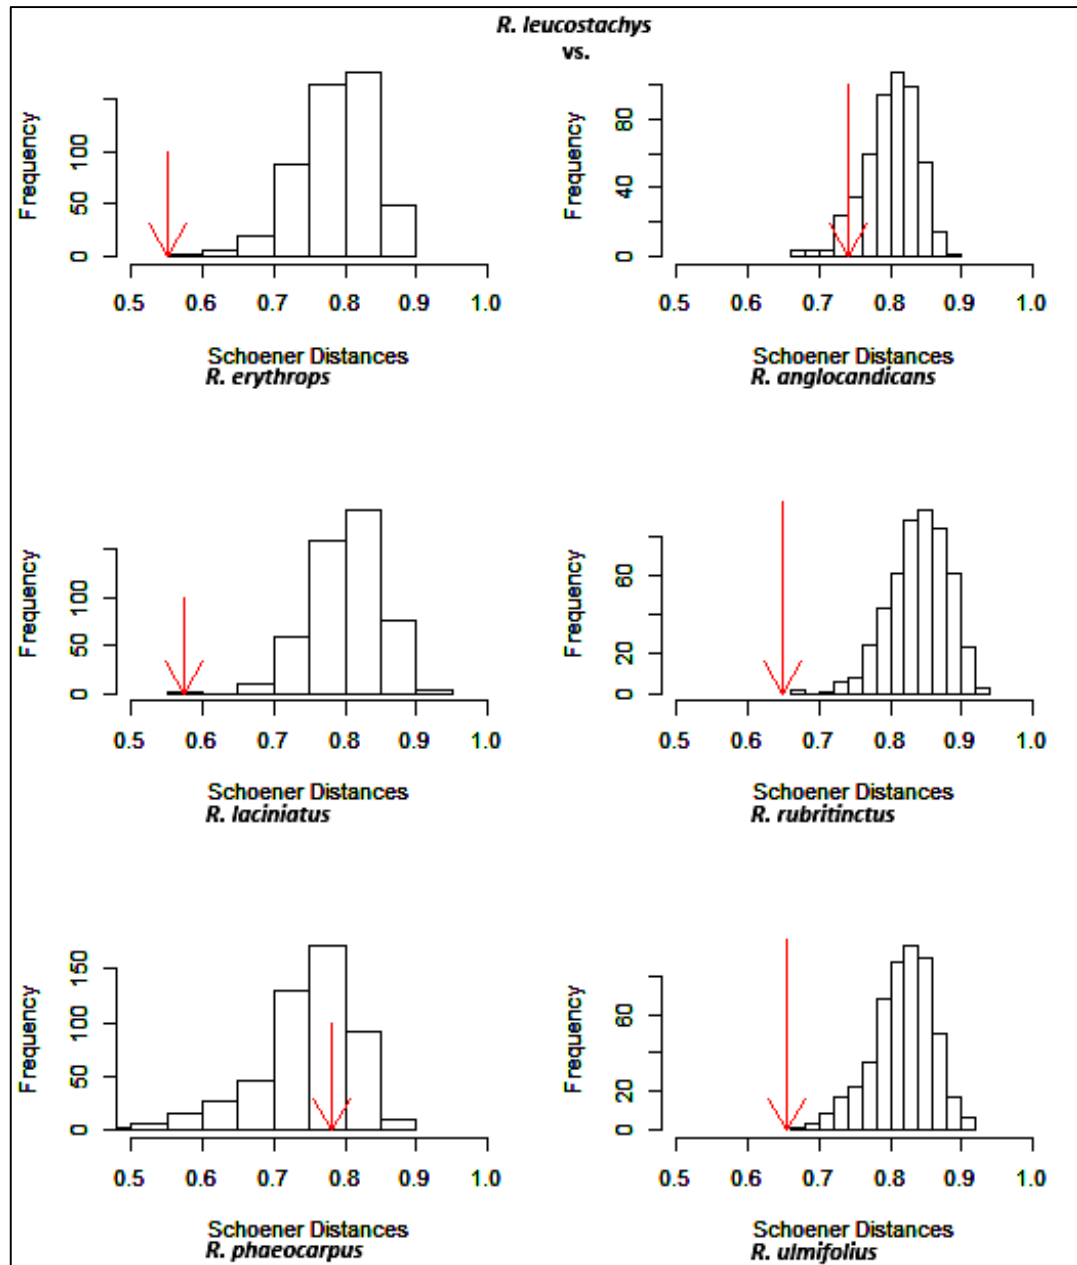 R. leucostachys
vs.
Frequency
0 50 100
0.5 0.6 0.7 0.8 0.9 1.0
Schoener Distances
R. erythrops
Frequency
0 40 80
0.5 0.6 0.7 0.8 0.9 1.0
Schoener Distances
R. anglocandicans
Frequency
0 50 100
0.5 0.6 0.7 0.8 0.9 1.0
Schoener Distances
R. laciniatus
Frequency
0 20 60
0.5 0.6 0.7 0.8 0.9 1.0
Schoener Distances
R. rubritinctus
Frequency
0 50 100 150
0.5 0.6 0.7 0.8 0.9 1.0
Schoener Distances
R. phaeocarpus
Frequency
0 20 60
0.5 0.6 0.7 0.8 0.9 1.0
Schoener Distances
R. ulmifolius